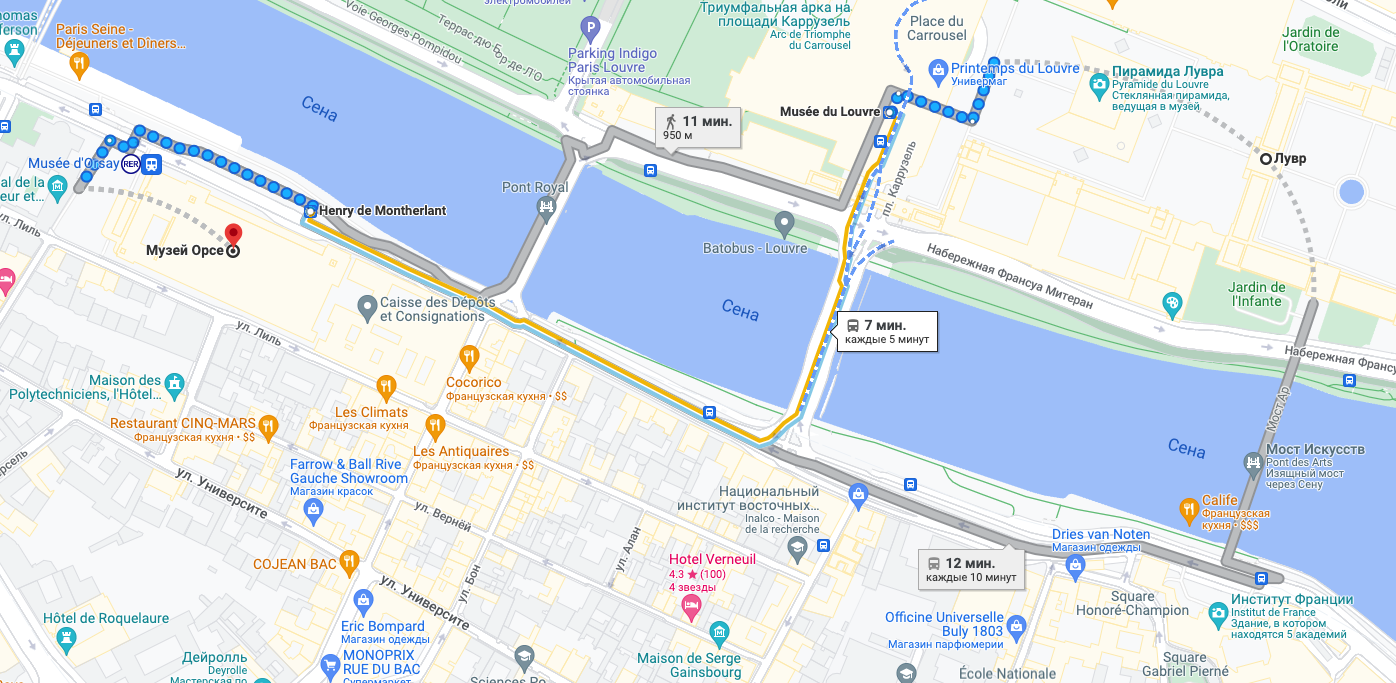 электромобилей
homas
efferson
Paris Seine -
Déjeuners et Dîners...
Voie Georges Pompidou
Террас дю Бор-де-Л'О
Parking Indigo
Paris Louvre
Крытая автомобильная
стоянка
Триумфальная арка на
площади Каррузель
Arc de Triomphe
du Carrousel
Place du
Carrousel
Printemps du Louvre
Универмаг
Jardin de
l'Oratoire
Пирамида Лувра
Pyramide du Louvre
Стеклянная пирамида,
ведущая в музей.
Сена
11 мин.
950 м
Musée du Louvre
Лувр
Musée d'Orsay
RER
al de la
eur et...
ул. Лиль
Henry de Montherlant
Музей Орсе
Pont Royal
пл. Каррузель
Batobus - Louvre
Набережная Франсуа Митеран
Jardin de
l'Infante
Caisse des Dépôts
et Consignations
Сена
7 мин.
каждые 5 минут
Набережная Франсу
ул. Лиль
Maison des
Polytechniciens, l'Hôtel...
Cocorico
Французская кухня • $$
Les Climats
Французская кухня
Restaurant CINQ-MARS
Французская кухня • $$
Les Antiquaires
Французская кухня • $$
Мост Ар
Сена
Мост Искусств
Pont des Arts
Изящный мост
через Сену
Farrow & Ball Rive
Gauche Showroom
Магазин красок
ул. Университе
ул. Верней
Национальный
институт восточных...
Inalco - Maison
de la recherche
Calife
Французская
кухня • $$$
Dries van Noten
Магазин одежды
12 мин.
каждые 10 минут
COJEAN BAC
ул. Алан
ул. Бон
ул. Университе
Hotel Verneuil
4.3 ★ (100)
4 звезды
Square
Honoré-Champion
Институт Франции
Institut de France
Здание, в котором
находятся 5 академий
Hôtel de Roquelaure
Eric Bompard
Магазин одежды
Officine Universelle
Buly 1803
Магазин парфюмерии
Дейролль
Deyrolle
Мастерская по
MONOPRIX
RUE DU BAC
Супермаркет
Sciences Po
Maison de Serge
Gainsbourg
École Nationale
Square
Gabriel Pierné